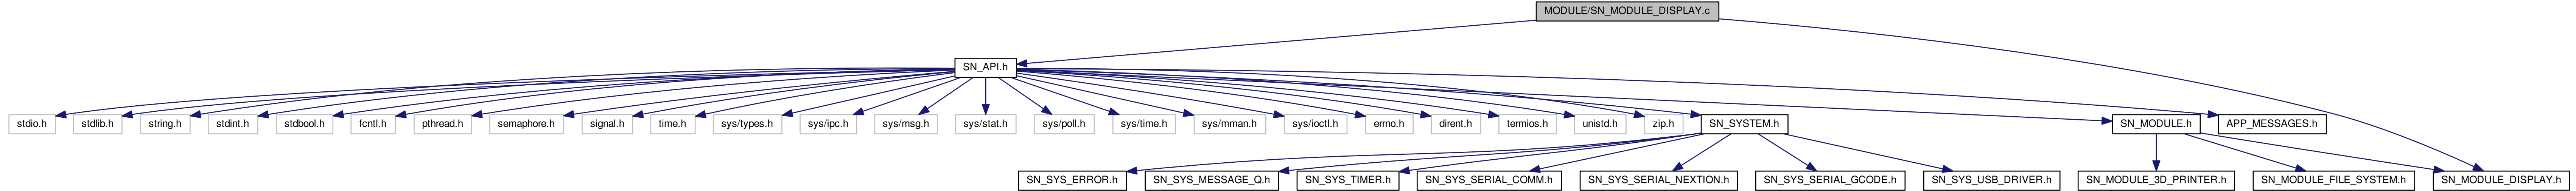 MODULE/SN_MODULE_DISPLAY.c
SN_API.h
stdio.h
stdlib.h
string.h
stdint.h
stdbool.h
fcntl.h
pthread.h
semaphore.h
signal.h
time.h
sys/types.h
sys/ipc.h
sys/msg.h
sys/stat.h
sys/poll.h
sys/time.h
sys/mman.h
sys/ioctl.h
errno.h
dirent.h
termios.h
unistd.h
zip.h
SN_SYSTEM.h
SN_MODULE.h
APP_MESSAGES.h
SN_SYS_ERROR.h
SN_SYS_MESSAGE_Q.h
SN_SYS_TIMER.h
SN_SYS_SERIAL_COMM.h
SN_SYS_SERIAL_NEXTION.h
SN_SYS_SERIAL_GCODE.h
SN_SYS_USB_DRIVER.h
SN_MODULE_3D_PRINTER.h
SN_MODULE_FILE_SYSTEM.h
SN_MODULE_DISPLAY.h